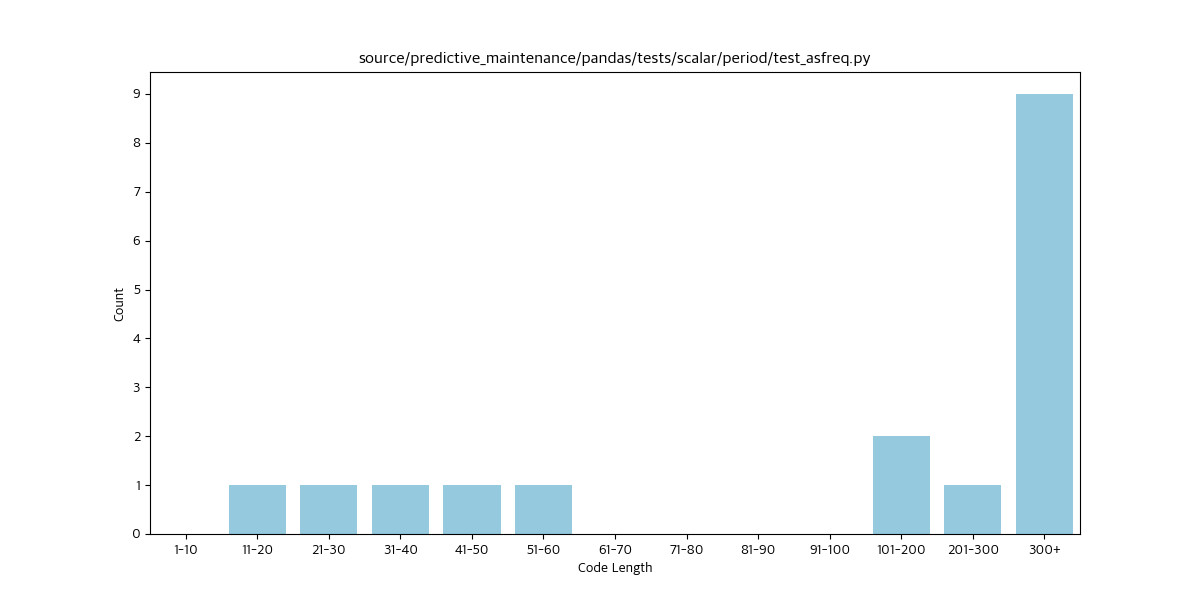 source/predictive_maintenance/pandas/tests/scalar/period/test_asfreq.py
9
8
7
6
5
4
3
2
1
0
Count
1-10 11-20 21-30 31-40 41-50 51-60 61-70 71-80 81-90 91-100 101-200 201-300 300+
Code Length